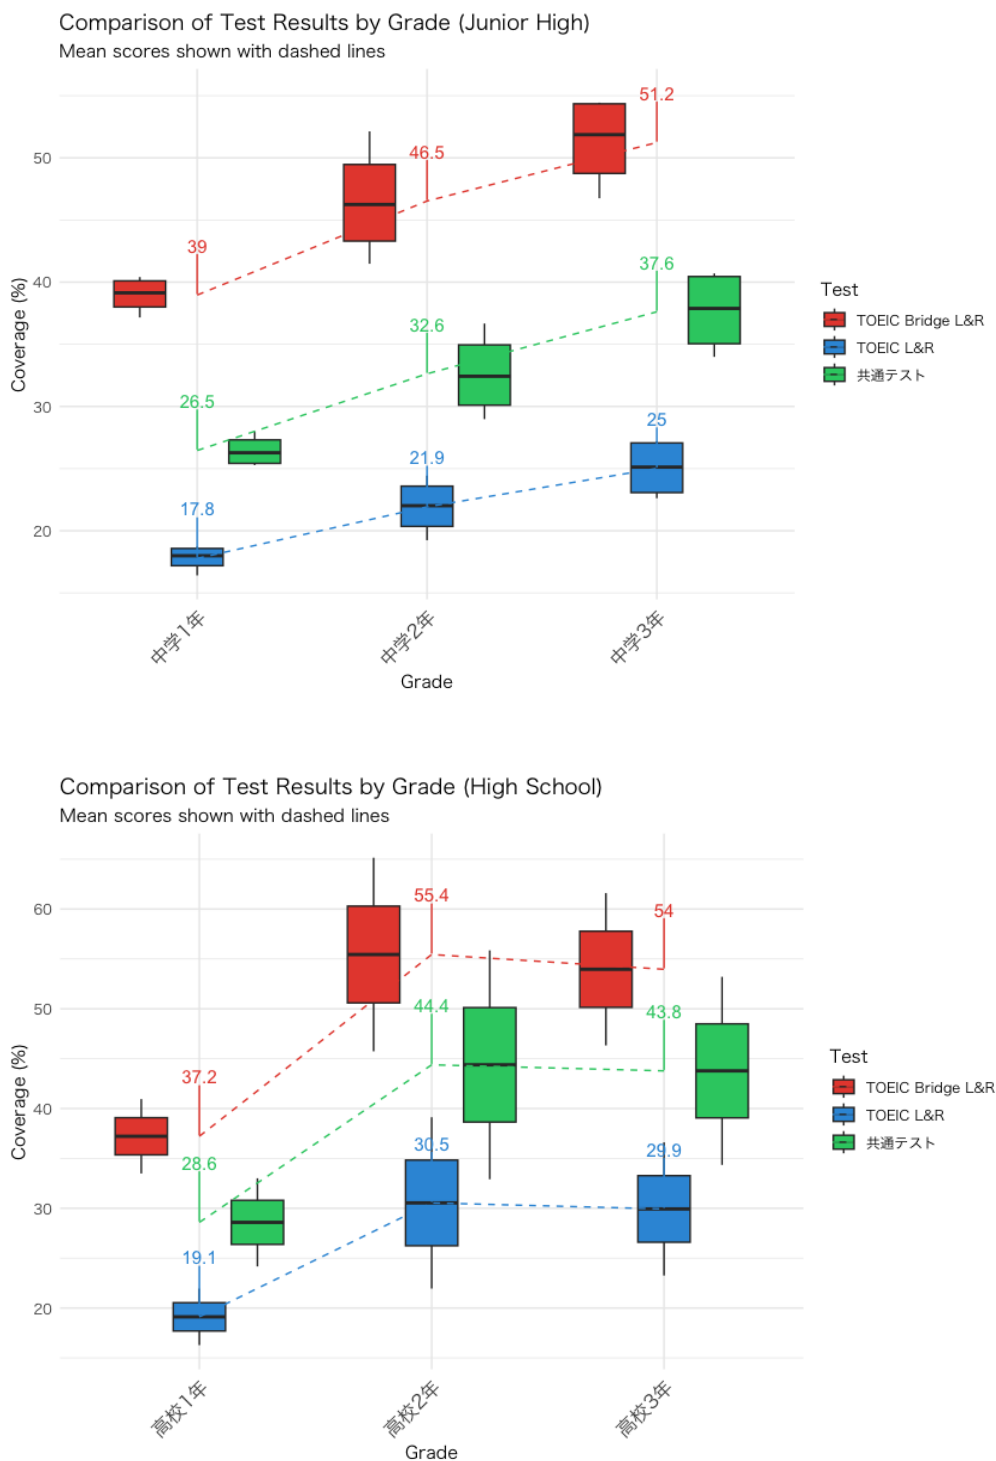 Comparison of Test Results by Grade (Junior High)
Mean scores shown with dashed lines
Coverage (%)
50
40
30
20
51.2
46.5
39
37.6
32.6
26.5
25
21.9
17.8
中学1年
中学2年
中学3年
Grade
Test
TOEIC Bridge L&R
TOEIC L&R
共通テスト
Comparison of Test Results by Grade (High School)
Mean scores shown with dashed lines
Coverage (%)
60
50
40
30
20
55.4
54
44.4
43.8
37.2
30.5
29.9
28.6
19.1
高校1年
高校2年
高校3年
Grade
Test
TOEIC Bridge L&R
TOEIC L&R
共通テスト